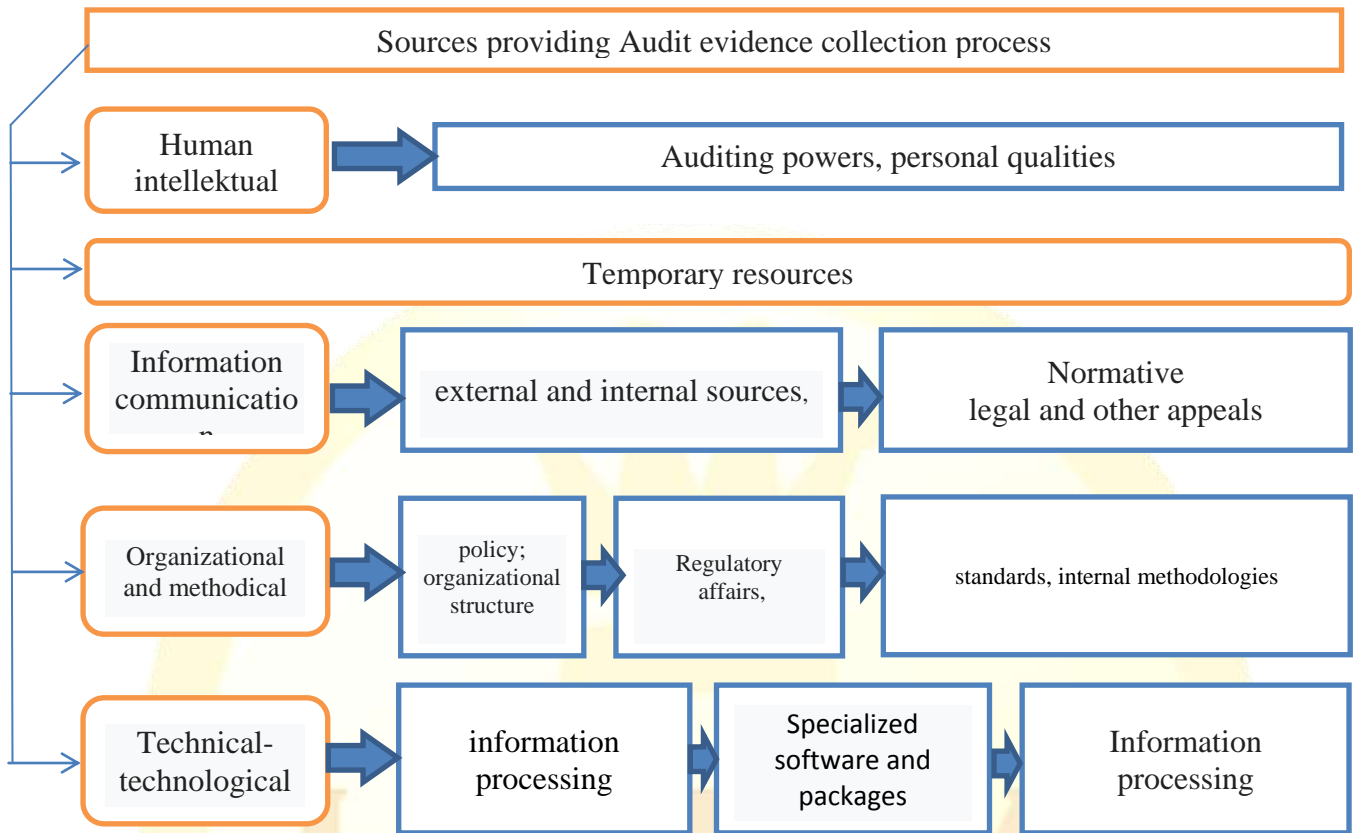 Sources providing Audit evidence collection process
Human
intellektual
Auditing powers, personal qualities
Temporary resources
Information
communicatio
n
external and internal sources,
Normative
legal and other appeals
Organizational
and methodical
policy;
organizational
structure
Regulatory
affairs,
standards, internal methodologies
Technical-
technological
information
processing
Specialized
software and
packages
Information
processing